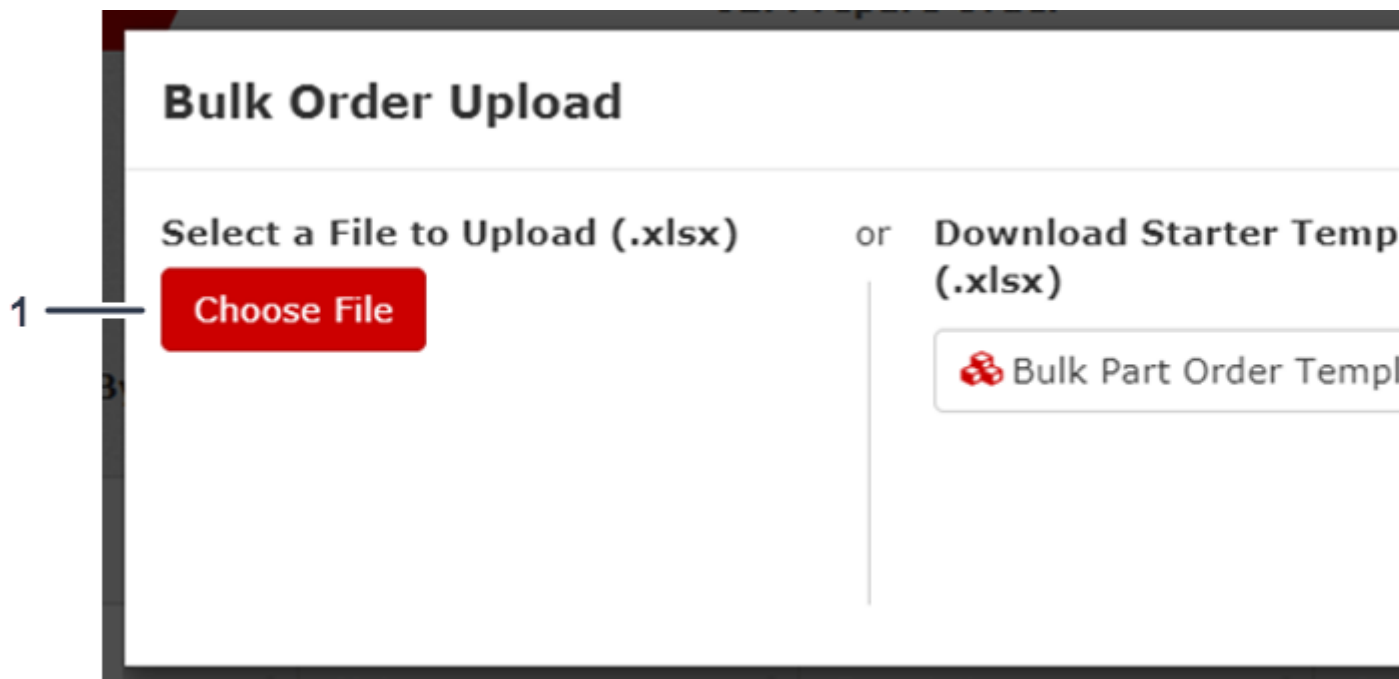 Bulk Order Upload
Select a File to Upload (.xlsx)
or
Download Starter Temp
(.xlsx)
1
Choose File
Bulk Part Order Templ